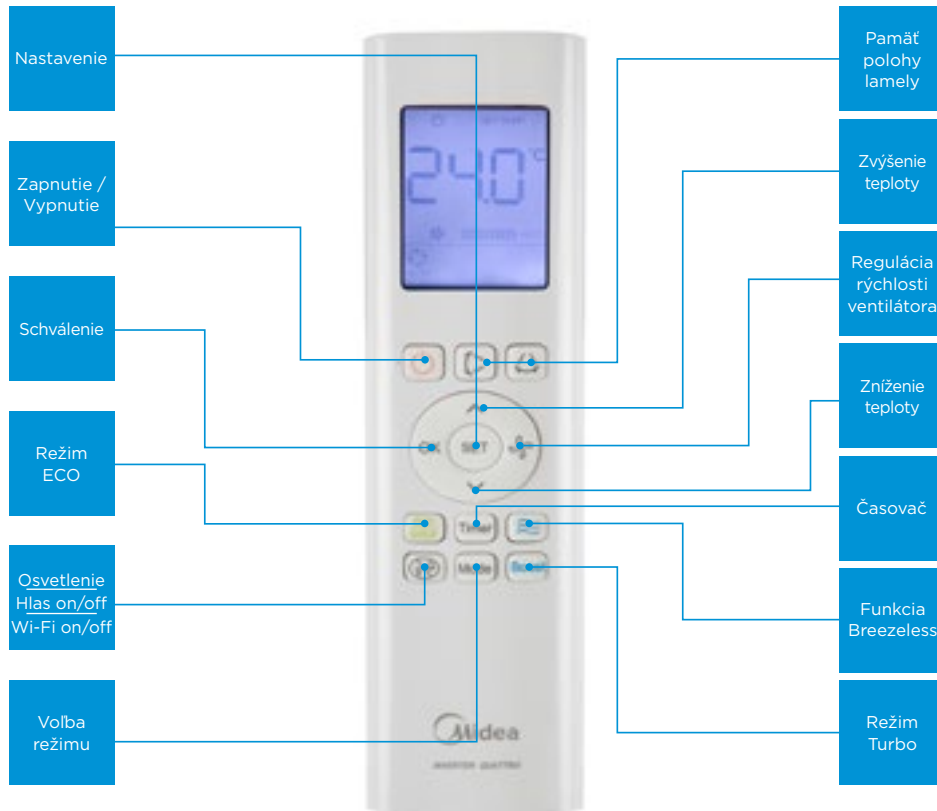 Nastavenie
Zapnutie /
Vypnutie
Schválenie
Režim
ECO
Osvetlenie
Hlas on/off
Wi-Fi on/off
Voľba
režimu
24.0 °C
OK
SET
Timer
Mode
Boost
Midea
INVERTER QUATTRO
Pamäť
polohy
lamely
Zvýšenie
teploty
Regulácia
rýchlosti
ventilátora
Zníženie
teploty
Časovač
Funkcia
Breezeless
Režim
Turbo